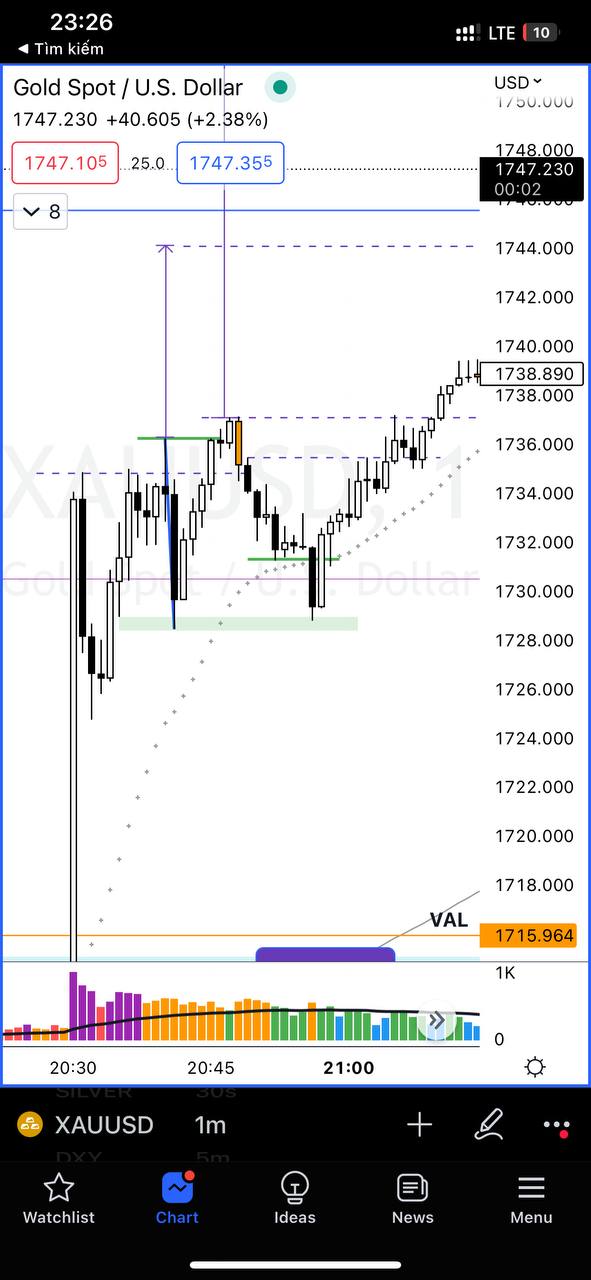 23:26
LTE 10
◀ Tìm kiếm
Gold Spot / U.S. Dollar
USD
1750.000
1747.230 +40.605 (+2.38%)
1747.105
25.0
1747.355
1748.000
1747.230
00:02
8
1744.000
1742.000
1740.000
1738.890
1738.000
1736.000
XAUUSD, 1
1734.000
1732.000
Gold Spot / U.S. Dollar
1730.000
1728.000
1726.000
1724.000
1722.000
1720.000
1718.000
VAL
1715.964
1K
0
20:30
20:45
21:00
SILVER 30s
XAUUSD 1m
DXY 5m
Watchlist
Chart
Ideas
News
Menu